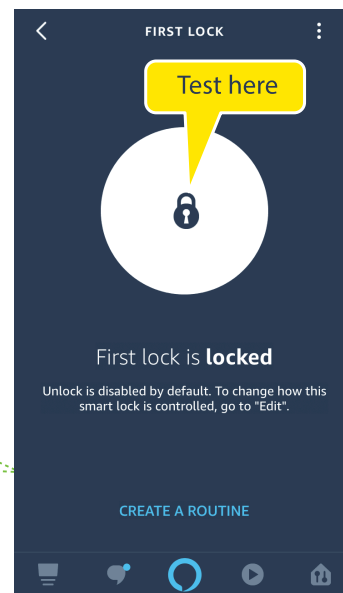 FIRST LOCK
Test here
First lock is locked
Unlock is disabled by default. To change how this
smart lock is controlled, go to "Edit".
CREATE A ROUTINE